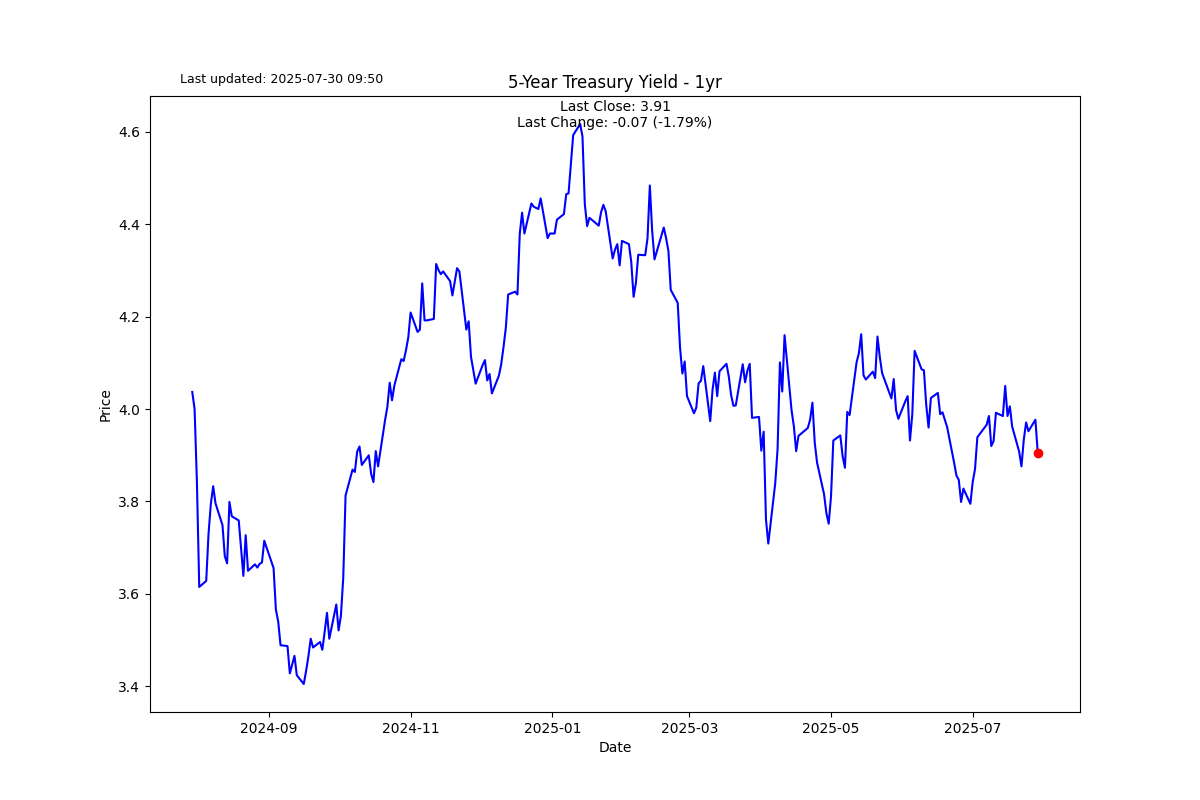 Last updated: 2025-07-30 09:50
5-Year Treasury Yield - 1yr
Last Close: 3.91
Last Change: -0.07 (-1.79%)
4.6
4.4
4.2
4.0
3.8
3.6
3.4
Price
2024-09
2024-11
2025-01
2025-03
2025-05
2025-07
Date